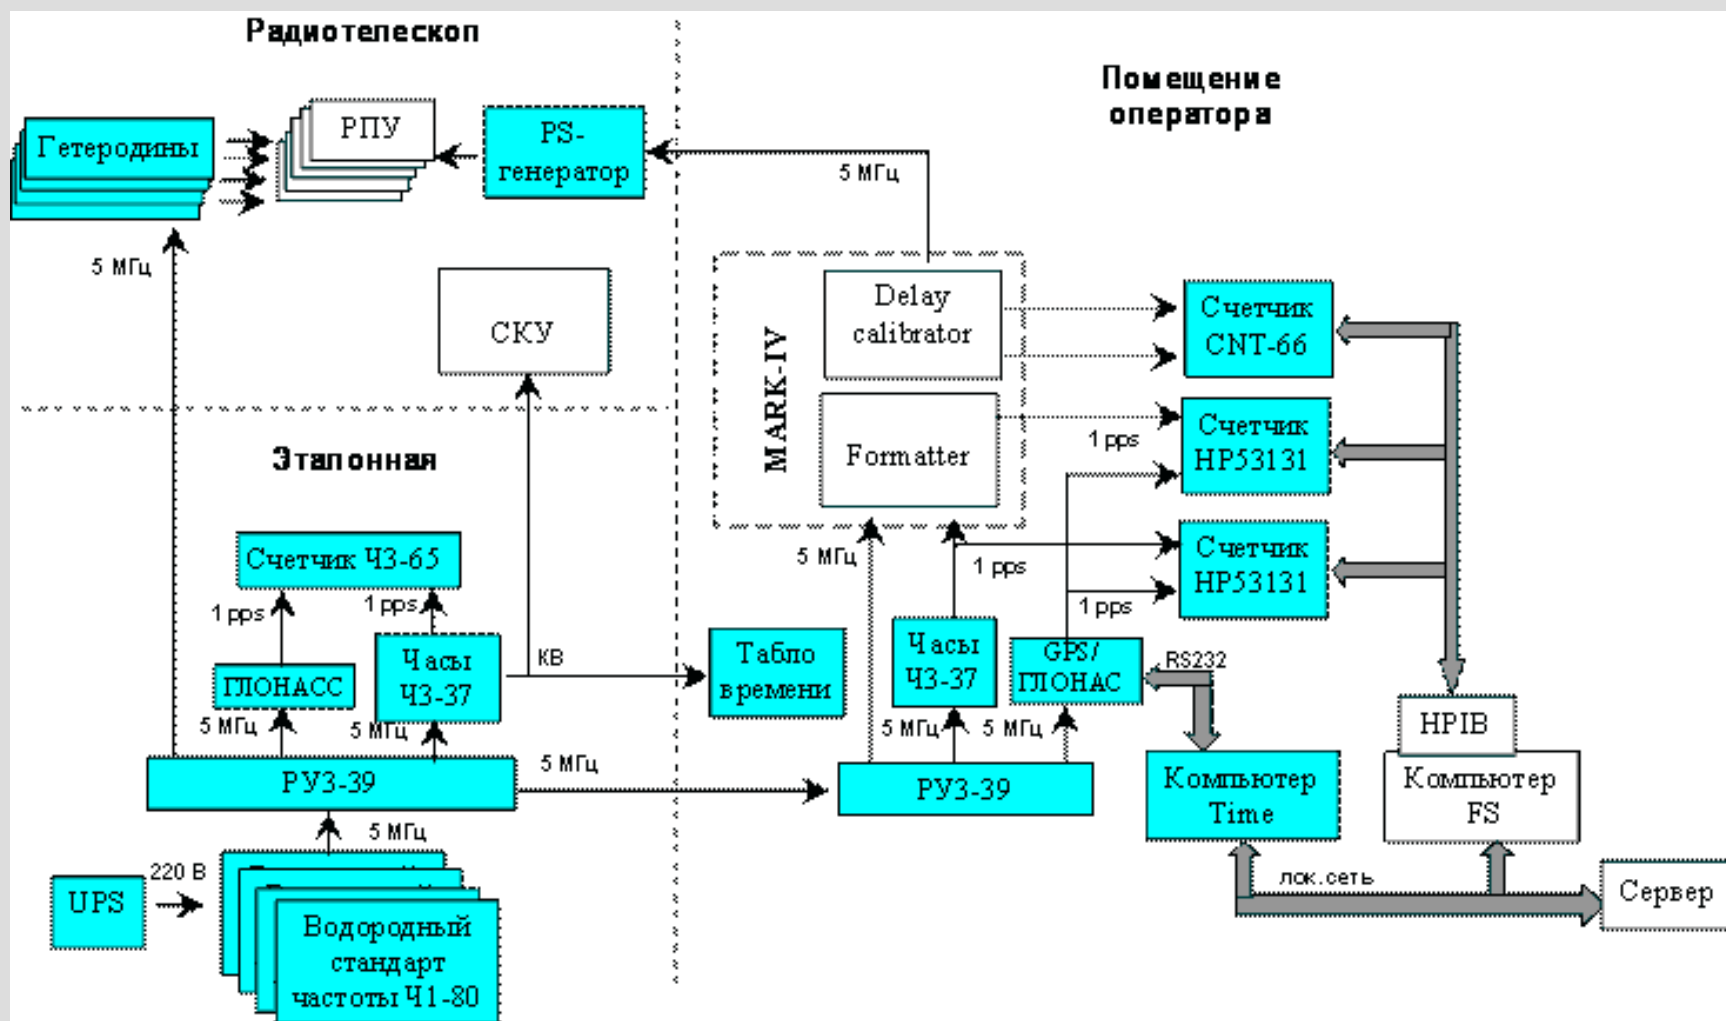 Радиотелескоп
Помещение
оператора
Гетеродины
РПУ
PS-
генератор
5 МГц
5 МГц
СКУ
MARK-IV
Delay
calibrator
Formatter
Счетчик
CNT-66
Счетчик
HP53131
1 pps
Счетчик
HP53131
1 pps
1 pps
5 МГц
Эталонная
Счетчик ЧЗ-65
1 pps
1 pps
ГЛОНАСС
Часы
ЧЗ-37
КВ
Табло
времени
Часы
ЧЗ-37
GPS/
ГЛОНАС
RS232
5 МГц
5 МГц
5 МГц
5 МГц
РУЗ-39
5 МГц
РУЗ-39
HPIB
Компьютер
Time
Компьютер
FS
5 МГц
UPS
220 В
Водородный
стандарт
частоты Ч1-80
лок.сеть
Сервер